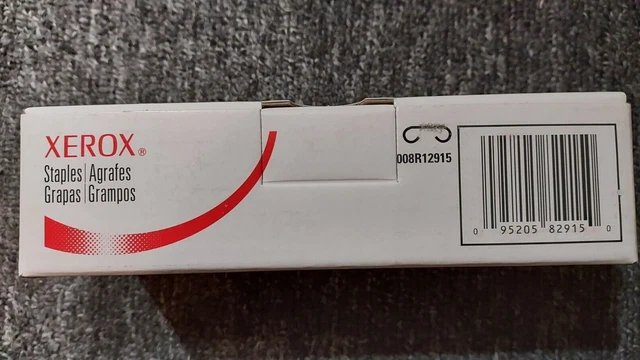 XEROX®
Staples|Agrafes
Grapas|Grampos
008R12915
0 95205 82915 0